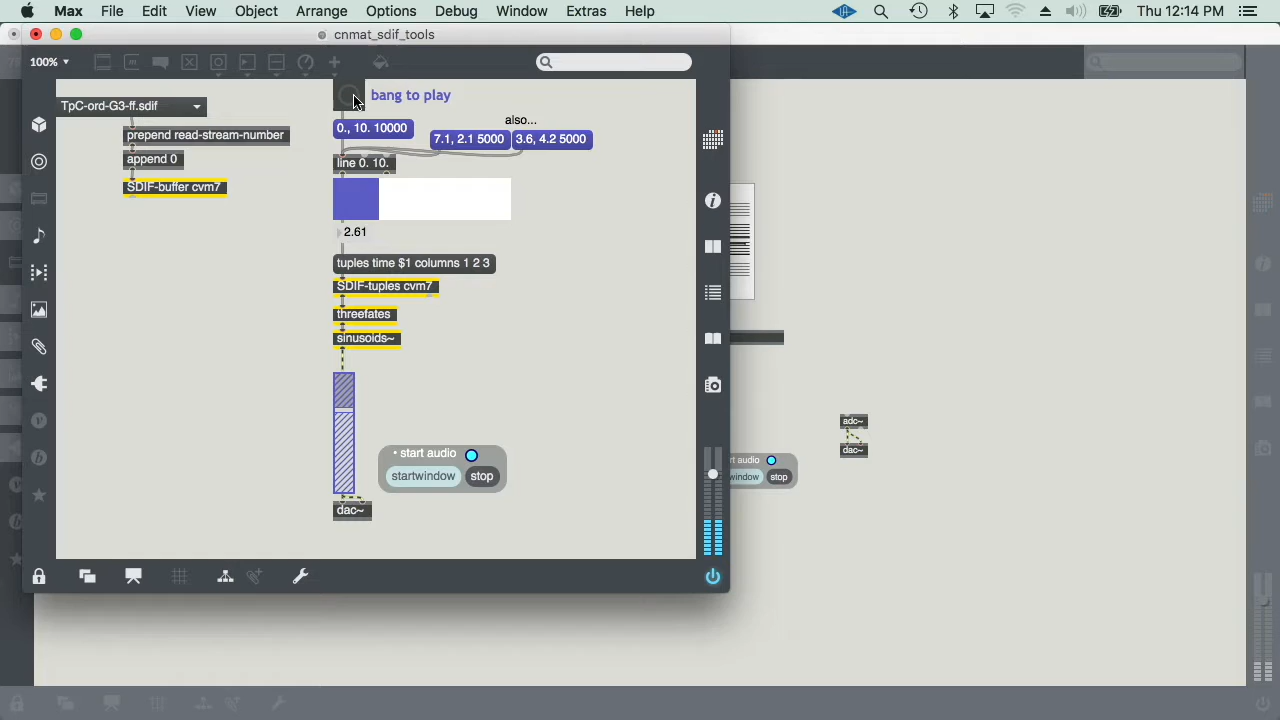 Max File Edit View Object Arrange Options Debug Window Extras Help Thu 12:14 PM
cnmat_sdif_tools
100%
TpC-ord-G3-ff.sdif
bang to play
also...
0., 10. 10000
7.1, 2.1 5000
3.6, 4.2 5000
prepend read-stream-number
append 0
line 0. 10.
SDIF-buffer cvm7
2.61
tuples time $1 columns 1 2 3
SDIF-tuples cvm7
threefates
sinusoids~
adc~
dac~
start audio
startwindow stop
art audio
window stop
dac~